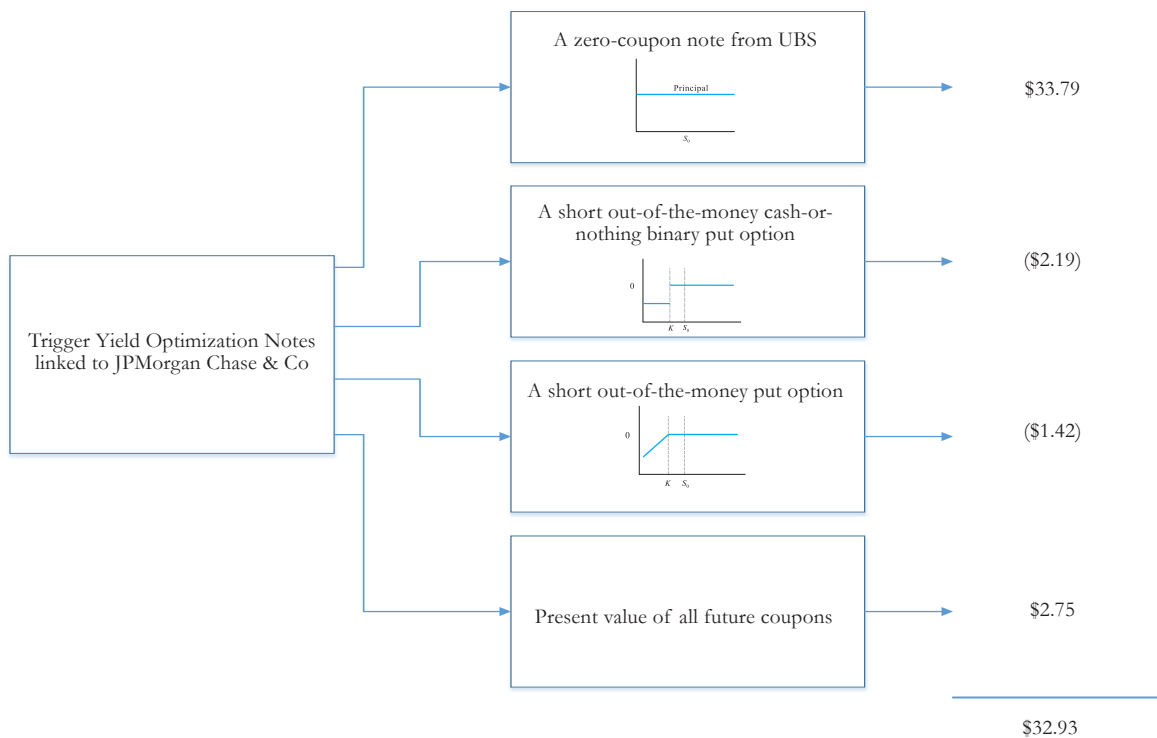 A zero-coupon note from UBS
Principal
S₀
$33.79
A short out-of-the-money cash-or-
nothing binary put option
0
K
S₀
($2.19)
Trigger Yield Optimization Notes
linked to JPMorgan Chase & Co
A short out-of-the-money put option
0
K
S₀
($1.42)
Present value of all future coupons
$2.75
$32.93